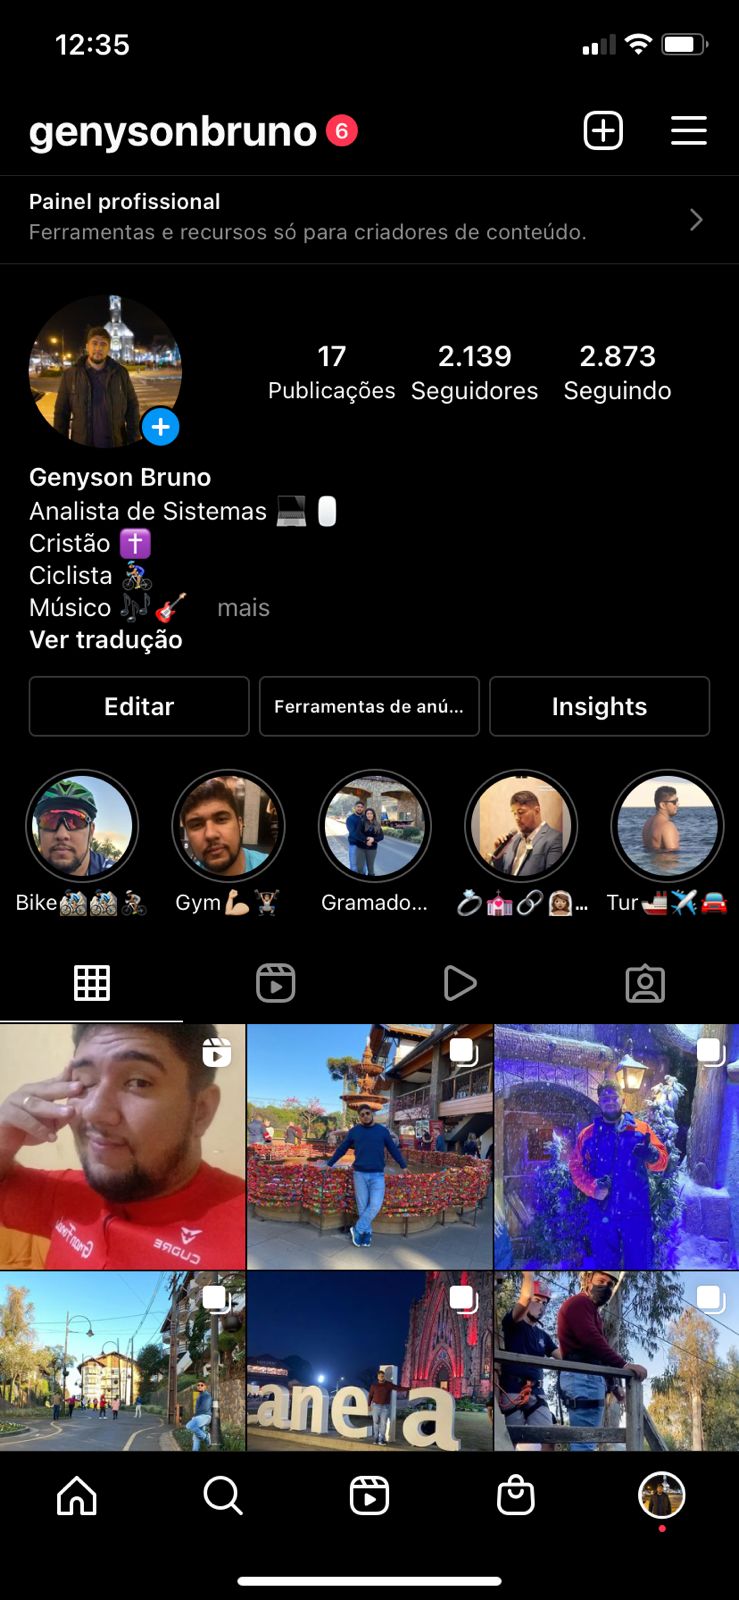 12:35
genysonbruno 6
Painel profissional
Ferramentas e recursos só para criadores de conteúdo.
17
Publicações
2.139
Seguidores
2.873
Seguindo
Genyson Bruno
Analista de Sistemas 💻🖱️
Cristão ✝️
Ciclista 🚴🏼
Músico 🎶🎸 mais
Ver tradução
Editar
Ferramentas de anú...
Insights
Bike🚵🏼🚵🏼🚴🏼
Gym💪🏼🏋🏼
Gramado...
💍💒🔗👰🏼...
Tur🚢✈️🚘
CUORE
anela